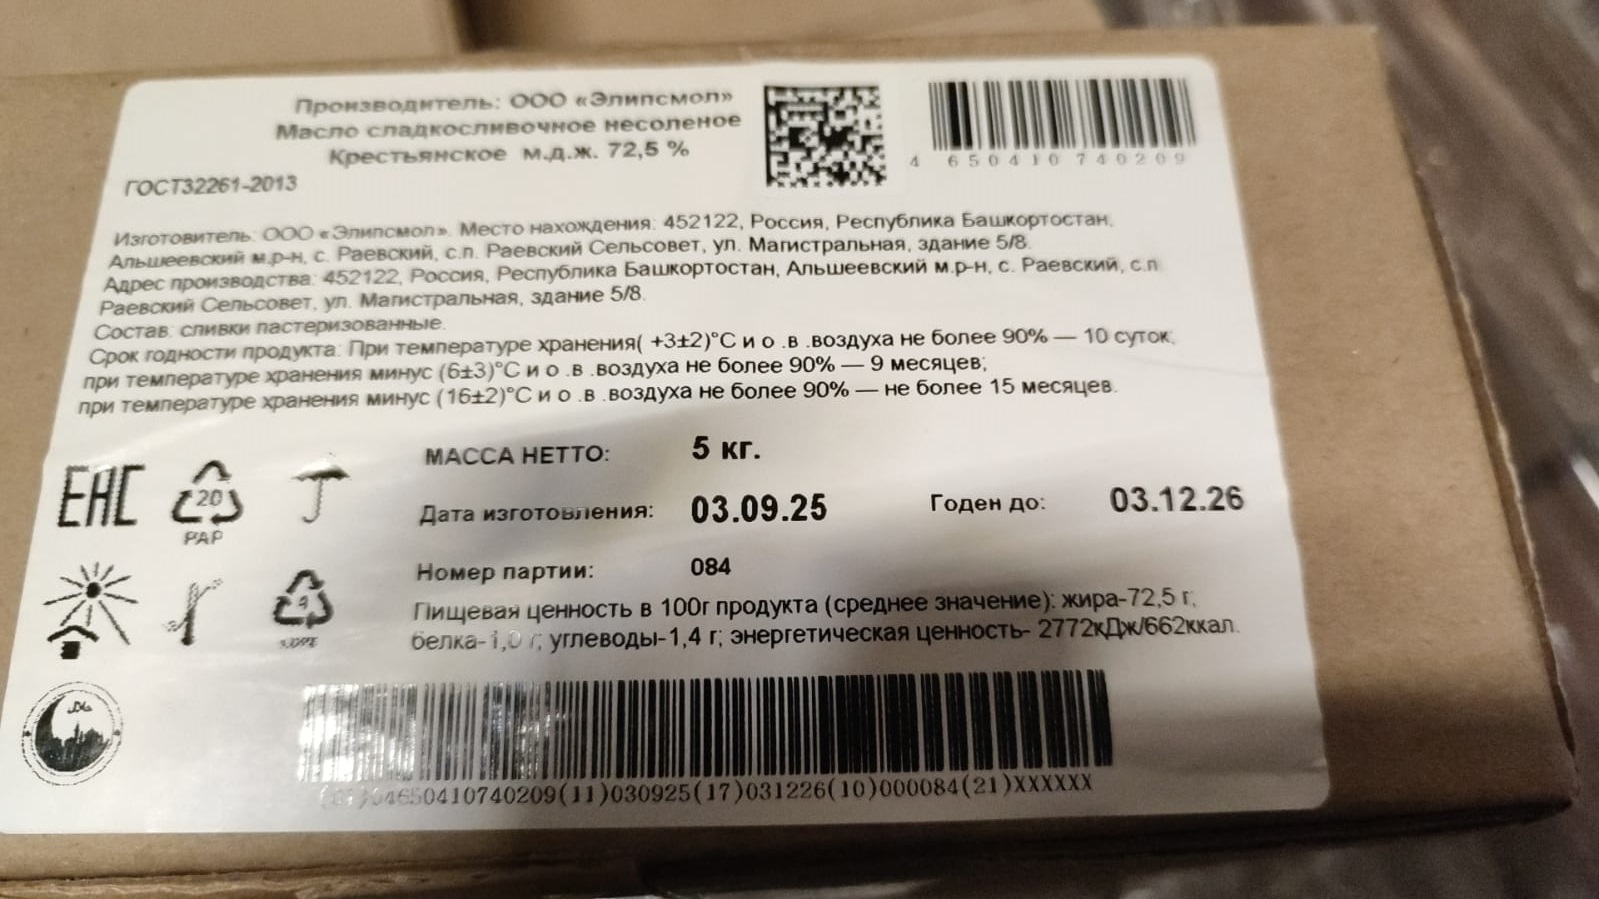 Производитель: ООО «Элипсмол»
Масло сладкосливочное несоленое
Крестьянское м.д.ж. 72,5 %
ГОСТ32261-2013
4 650410 740209
Изготовитель: ООО «Элипсмол». Место нахождения: 452122, Россия, Республика Башкортостан,
Альшеевский м.р-н, с. Раевский, с.п. Раевский Сельсовет, ул. Магистральная, здание 5/8.
Адрес производства: 452122, Россия, Республика Башкортостан, Альшеевский м.р-н, с. Раевский, с.п
Раевский Сельсовет, ул. Магистральная, здание 5/8.
Состав: сливки пастеризованные.
Срок годности продукта: При температуре хранения( +3±2)°С и о .в .воздуха не более 90% — 10 суток;
при температуре хранения минус (6±3)°С и о .в .воздуха не более 90% — 9 месяцев;
при температуре хранения минус (16±2)°С и о .в .воздуха не более 90% — не более 15 месяцев.
МАССА НЕТТО: 5 кг.
EAC
20
PAP
Дата изготовления: 03.09.25 Годен до: 03.12.26
Номер партии: 084
4
Пищевая ценность в 100г продукта (среднее значение): жира-72,5 г;
белка-1,0 г; углеводы-1,4 г; энергетическая ценность- 2772кДж/662ккал.
(01)04650410740209(11)030925(17)031226(10)000084(21)XXXXXX